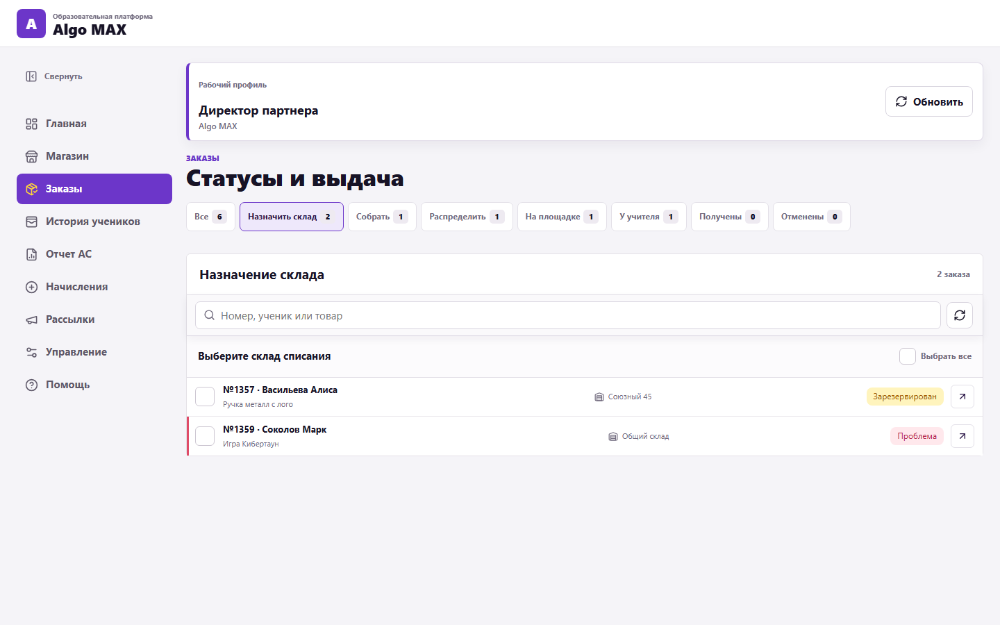 A
Образовательная платформа
Algo MAX
Свернуть
Главная
Магазин
Заказы
История учеников
Отчет АС
Начисления
Рассылки
Управление
Помощь
Рабочий профиль
Директор партнера
Algo MAX
Обновить
ЗАКАЗЫ
Статусы и выдача
Все 6
Назначить склад 2
Собрать 1
Распределить 1
На площадке 1
У учителя 1
Получены 0
Отменены 0
Назначение склада
2 заказа
Номер, ученик или товар
Выберите склад списания
Выбрать все
№1357 · Васильева Алиса
Ручка металл с лого
Союзный 45
Зарезервирован
№1359 · Соколов Марк
Игра Кибертаун
Общий склад
Проблема